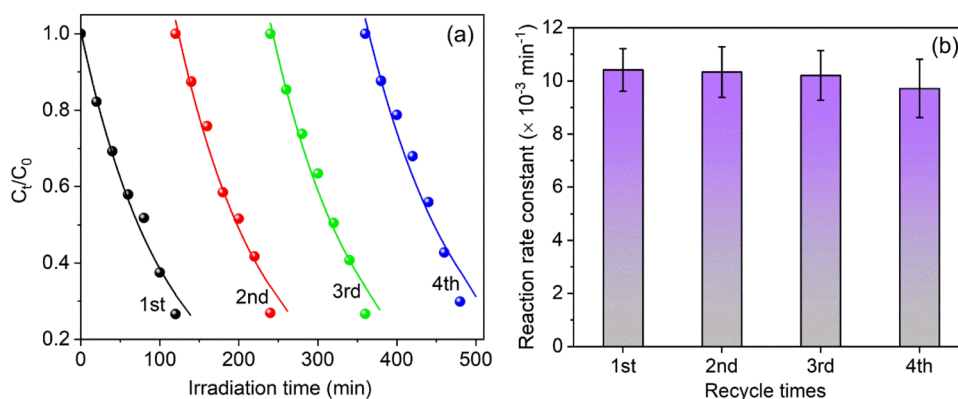 (a)
C_t/C_0
1.0
0.8
0.6
0.4
0.2
1st
2nd
3rd
4th
0 100 200 300 400 500
Irradiation time (min)
(b)
Reaction rate constant (× 10⁻³ min⁻¹)
12
10
8
6
4
2
0
1st 2nd 3rd 4th
Recycle times